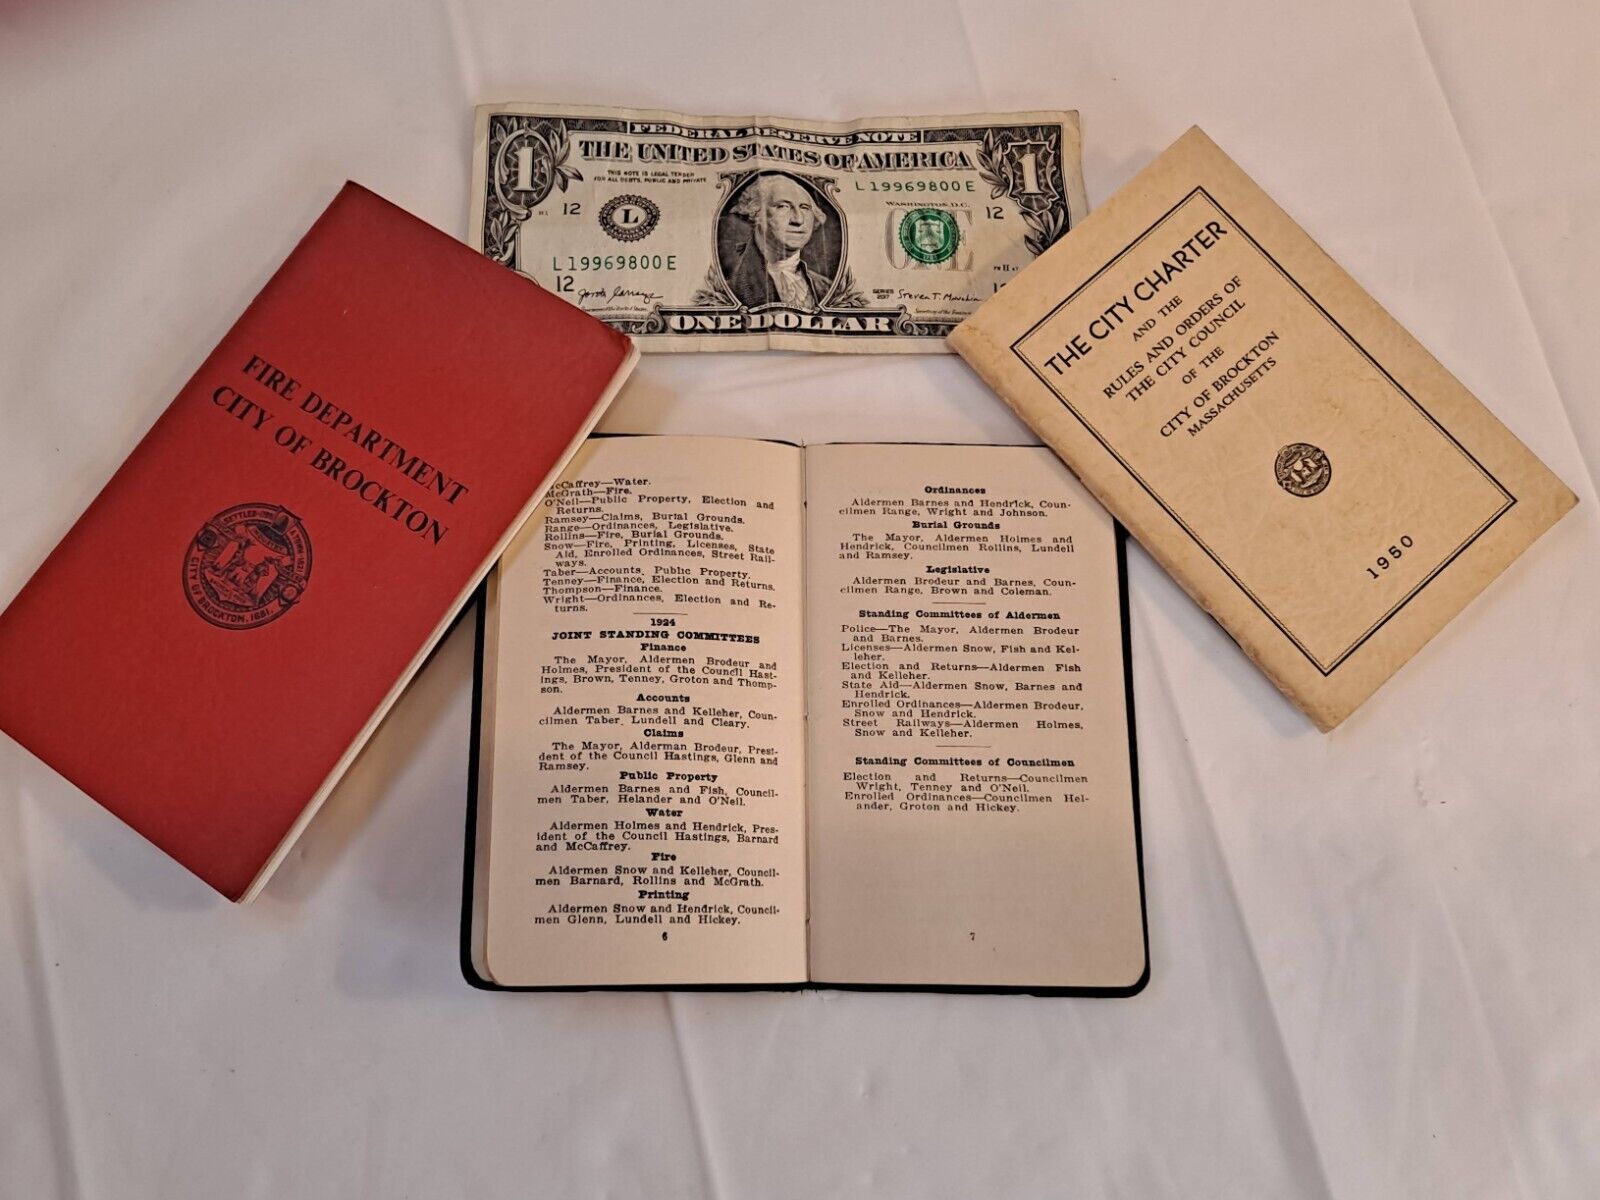 FEDERAL RESERVE NOTE
THE UNITED STATES OF AMERICA
1
1
THIS NOTE IS LEGAL TENDER
FOR ALL DEBTS, PUBLIC AND PRIVATE
L 19969800 E
WASHINGTON, D.C.
12
L
12
ONE
L 19969800 E
12
SERIES
2017
Steven T. Mnuchin
ONE DOLLAR
FIRE DEPARTMENT
CITY OF BROCKTON
CITY OF BROCKTON, 1881.
THE CITY CHARTER
AND THE
RULES AND ORDERS OF
THE CITY COUNCIL
OF THE
CITY OF BROCKTON
MASSACHUSETTS
1950
McCaffrey—Water.
McGrath—Fire.
O'Neil—Public Property, Election and
Returns.
Ramsey—Claims, Burial Grounds.
Range—Ordinances, Legislative.
Rollins—Fire, Burial Grounds.
Snow—Fire, Printing, Licenses, State
Aid, Enrolled Ordinances, Street Rail-
ways.
Taber—Accounts. Public Property.
Tenney—Finance, Election and Returns.
Thompson—Finance.
Wright—Ordinances, Election and Re-
turns.
1924
JOINT STANDING COMMITTEES
Finance
The Mayor, Aldermen Brodeur and
Holmes, President of the Council Hast-
ings, Brown, Tenney, Groton and Thomp-
son.
Accounts
Aldermen Barnes and Kelleher, Coun-
cilmen Taber, Lundell and Cleary.
Claims
The Mayor, Alderman Brodeur, Presi-
dent of the Council Hastings, Glenn and
Ramsey.
Public Property
Aldermen Barnes and Fish, Council-
men Taber, Helander and O'Neil.
Water
Aldermen Holmes and Hendrick, Pres-
ident of the Council Hastings, Barnard
and McCaffrey.
Fire
Aldermen Snow and Kelleher, Council-
men Barnard, Rollins and McGrath.
Printing
Aldermen Snow and Hendrick, Council-
men Glenn, Lundell and Hickey.
6
Ordinances
Aldermen Barnes and Hendrick, Coun-
cilmen Range, Wright and Johnson.
Burial Grounds
The Mayor, Aldermen Holmes and
Hendrick, Councilmen Rollins, Lundell
and Ramsey.
Legislative
Aldermen Brodeur and Barnes, Coun-
cilmen Range, Brown and Coleman.
Standing Committees of Aldermen
Police—The Mayor, Aldermen Brodeur
and Barnes.
Licenses—Aldermen Snow, Fish and Kel-
leher.
Election and Returns—Aldermen Fish
and Kelleher.
State Aid—Aldermen Snow, Barnes and
Hendrick.
Enrolled Ordinances—Aldermen Brodeur,
Snow and Hendrick.
Street Railways—Aldermen Holmes,
Snow and Kelleher.
Standing Committees of Councilmen
Election and Returns—Councilmen
Wright, Tenney and O'Neil.
Enrolled Ordinances—Councilmen Hel-
ander, Groton and Hickey.
7